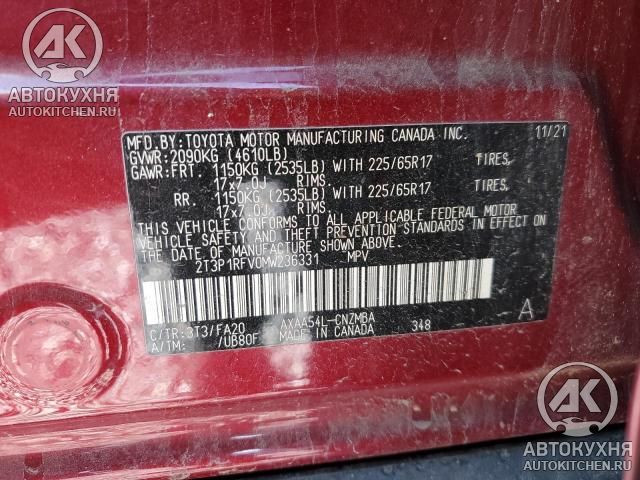 AK
АВТОКУХНЯ
AUTOKITCHEN.RU
MFD.BY:TOYOTA MOTOR MANUFACTURING CANADA INC. 11/21
GVWR:2090KG (4610LB)
GAWR:FRT. 1150KG (2535LB) WITH 225/65R17 TIRES,
17x7.0J RIMS,
RR. 1150KG (2535LB) WITH 225/65R17 TIRES,
17x7.0J RIMS
THIS VEHICLE CONFORMS TO ALL APPLICABLE FEDERAL MOTOR
VEHICLE SAFETY AND THEFT PREVENTION STANDARDS IN EFFECT ON
THE DATE OF MANUFACTURE SHOWN ABOVE.
2T3P1RFV0MW236331 MPV
C/TR:3T3/FA20 AXAA54L-CNZMBA A
A/TM: /UB80F MADE IN CANADA 348
AK
АВТОКУХНЯ
AUTOKITCHEN.RU